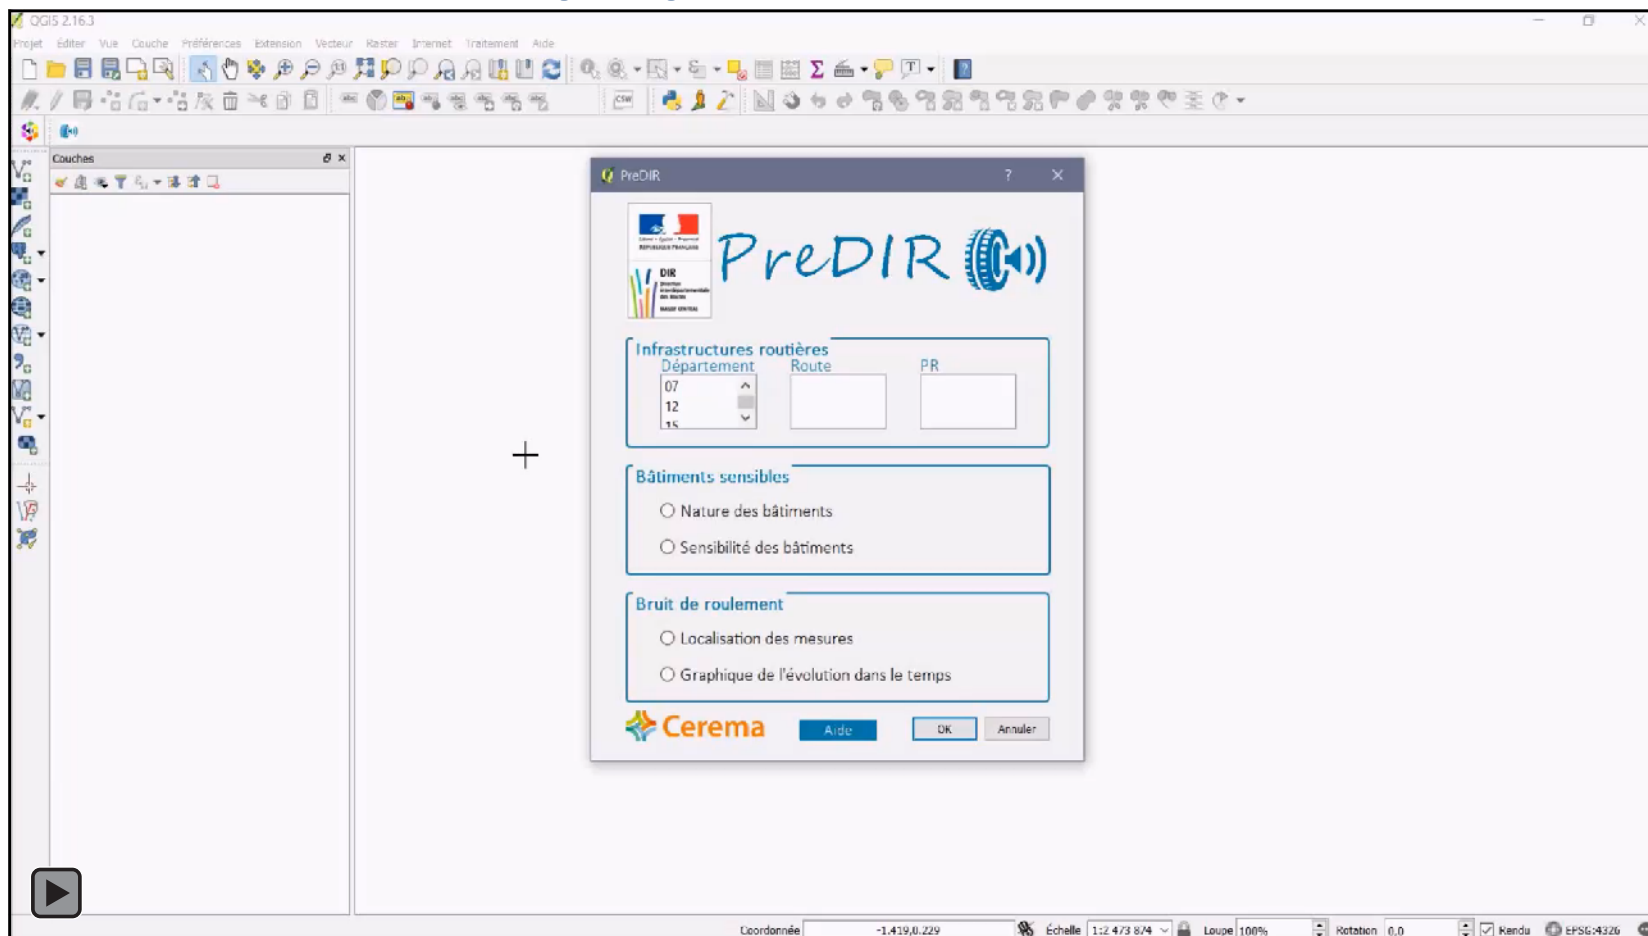 QGIS 2.16.3
Projet Éditer Vue Couche Préférences Extension Vecteur Raster Internet Traitement Aide
Couches
PreDIR
DIR
PreDIR
Infrastructures routières
Département Route PR
07
12
15
Bâtiments sensibles
Nature des bâtiments
Sensibilité des bâtiments
Bruit de roulement
Localisation des mesures
Graphique de l'évolution dans le temps
Cerema Aide OK Annuler
Coordonnée -1.419,0.229 Échelle 1:2 473 874 Loupe 100% Rotation 0,0 Rendu EPSG:4326